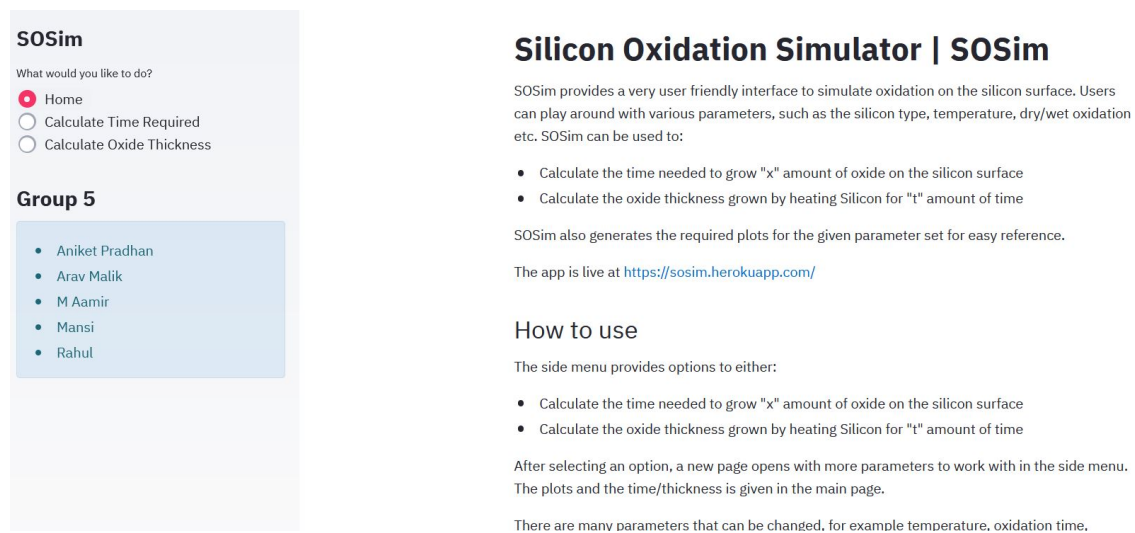 SOSim
What would you like to do?
Home
Calculate Time Required
Calculate Oxide Thickness
Group 5
Aniket Pradhan
Arav Malik
M Aamir
Mansi
Rahul
Silicon Oxidation Simulator | SOSim
SOSim provides a very user friendly interface to simulate oxidation on the silicon surface. Users
can play around with various parameters, such as the silicon type, temperature, dry/wet oxidation
etc. SOSim can be used to:
Calculate the time needed to grow "x" amount of oxide on the silicon surface
Calculate the oxide thickness grown by heating Silicon for "t" amount of time
SOSim also generates the required plots for the given parameter set for easy reference.
The app is live at https://sosim.herokuapp.com/
How to use
The side menu provides options to either:
Calculate the time needed to grow "x" amount of oxide on the silicon surface
Calculate the oxide thickness grown by heating Silicon for "t" amount of time
After selecting an option, a new page opens with more parameters to work with in the side menu.
The plots and the time/thickness is given in the main page.
There are many parameters that can be changed, for example temperature, oxidation time,